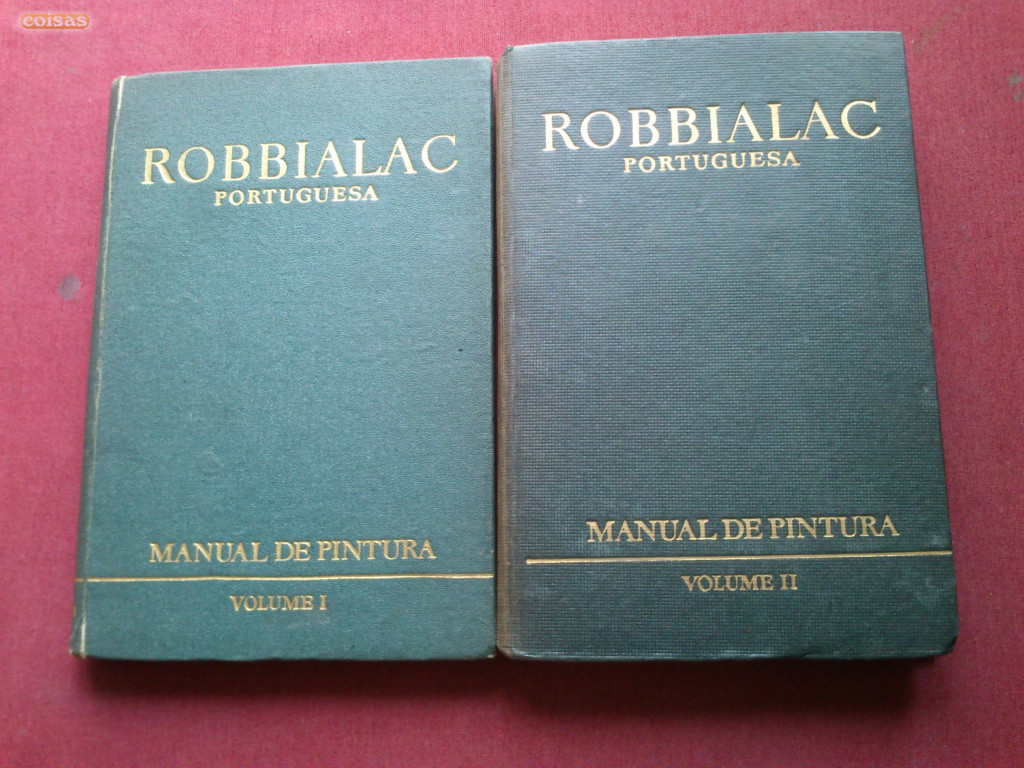 coisas
ROBBIALAC
PORTUGUESA
MANUAL DE PINTURA
VOLUME I
ROBBIALAC
PORTUGUESA
MANUAL DE PINTURA
VOLUME II